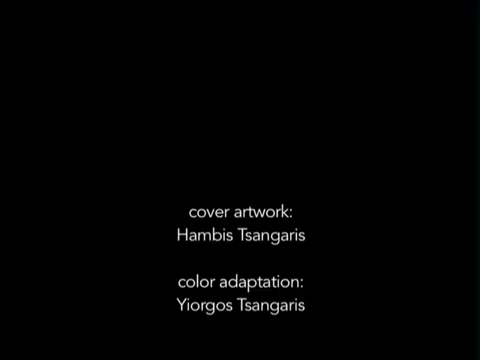 cover artwork:
Hambis Tsangaris
color adaptation:
Yiorgos Tsangaris